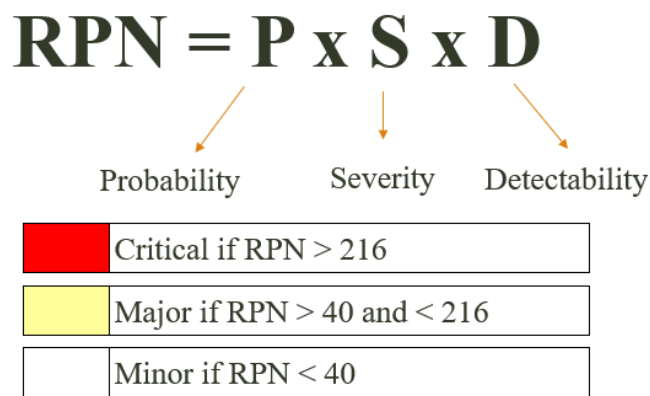 RPN = P x S x D
Probability Severity Detectability
Critical if RPN > 216
Major if RPN > 40 and < 216
Minor if RPN < 40